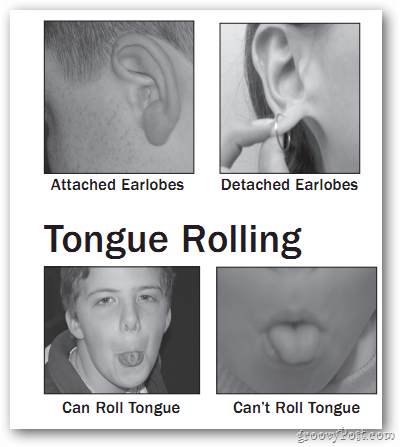 Attached Earlobes
Detached Earlobes
Tongue Rolling
Can Roll Tongue
Can't Roll Tongue
groovyPost.com